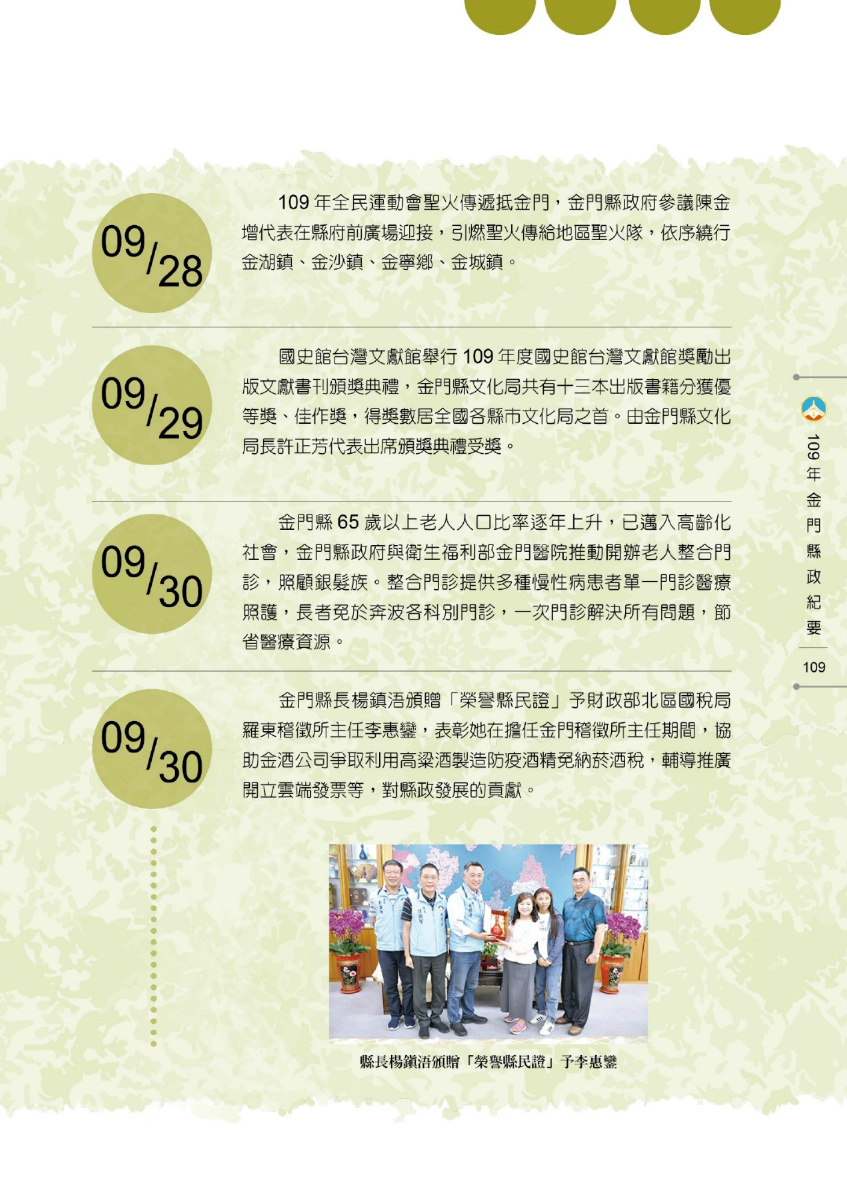 09/28
109 年全民運動會聖火傳遞抵金門，金門縣政府參議陳金
增代表在縣府前廣場迎接，引燃聖火傳給地區聖火隊，依序繞行
金湖鎮、金沙鎮、金寧鄉、金城鎮。
09/29
國史館台灣文獻館舉行 109 年度國史館台灣文獻館獎勵出
版文獻書刊頒獎典禮，金門縣文化局共有十三本出版書籍分獲優
等獎、佳作獎，得獎數居全國各縣市文化局之首。由金門縣文化
局長許正芳代表出席頒獎典禮受獎。
09/30
金門縣 65 歲以上老人人口比率逐年上升，已邁入高齡化
社會，金門縣政府與衛生福利部金門醫院推動開辦老人整合門
診，照顧銀髮族。整合門診提供多種慢性病患者單一門診醫療
照護，長者免於奔波各科別門診，一次門診解決所有問題，節
省醫療資源。
09/30
金門縣長楊鎮浯頒贈「榮譽縣民證」予財政部北區國稅局
羅東稽徵所主任李惠鑾，表彰她在擔任金門稽徵所主任期間，協
助金酒公司爭取利用高粱酒製造防疫酒精免納菸酒稅，輔導推廣
開立雲端發票等，對縣政發展的貢獻。
縣長楊鎮浯頒贈「榮譽縣民證」予李惠鑾
109年金門縣政紀要
109